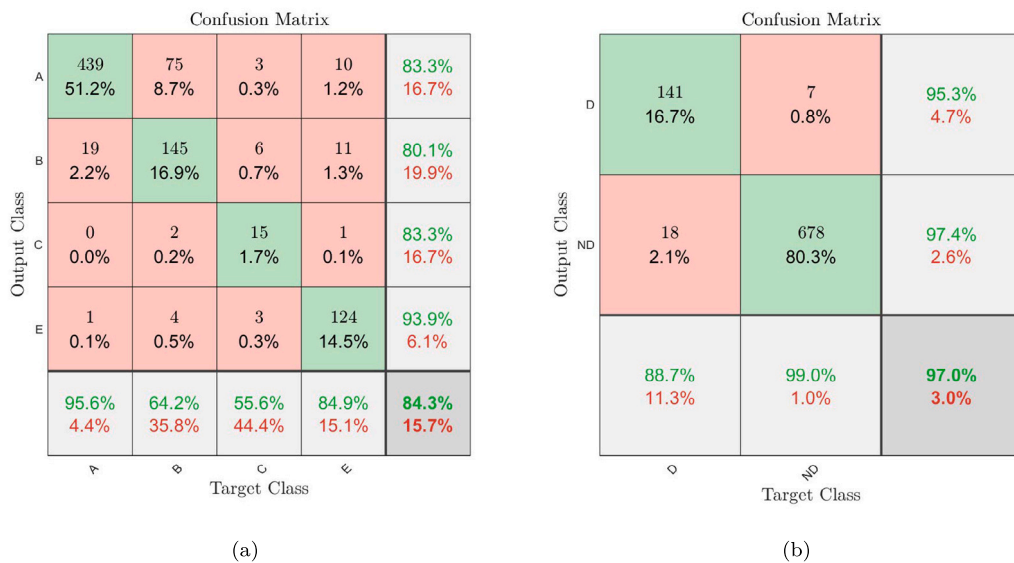 Confusion Matrix
A
439 75 3 10 83.3%
51.2% 8.7% 0.3% 1.2% 16.7%
B
19 145 6 11 80.1%
2.2% 16.9% 0.7% 1.3% 19.9%
C
0 2 15 1 83.3%
0.0% 0.2% 1.7% 0.1% 16.7%
E
1 4 3 124 93.9%
0.1% 0.5% 0.3% 14.5% 6.1%
95.6% 64.2% 55.6% 84.9% 84.3%
4.4% 35.8% 44.4% 15.1% 15.7%
A B C E
Target Class
Output Class
(a)
Confusion Matrix
D
141 7 95.3%
16.7% 0.8% 4.7%
ND
18 678 97.4%
2.1% 80.3% 2.6%
88.7% 99.0% 97.0%
11.3% 1.0% 3.0%
D ND
Target Class
Output Class
(b)